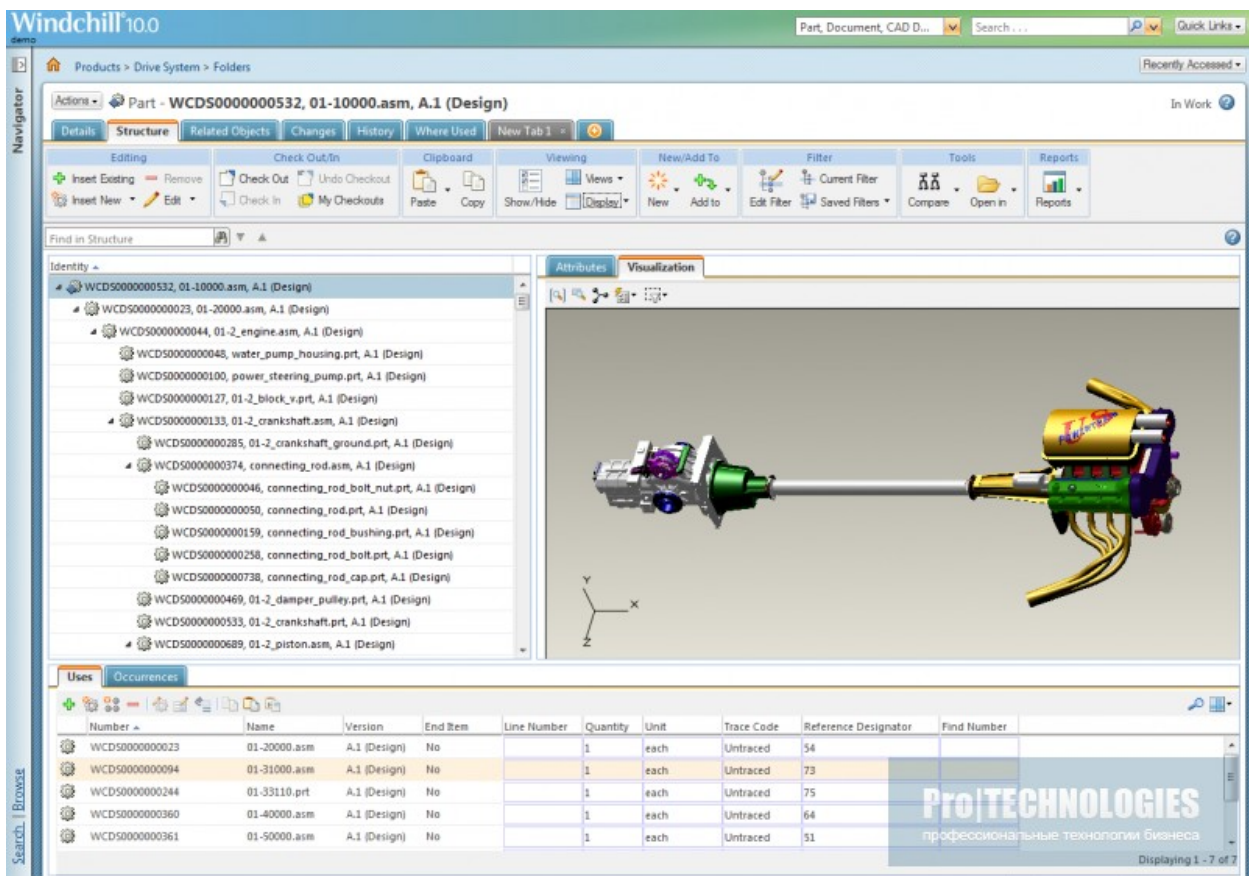 Windchill 10.0
demo
Part, Document, CAD D...
Search . . .
Quick Links
Products > Drive System > Folders
Recently Accessed
Navigator
Search | Browse
Actions
Part - WCDS0000000532, 01-10000.asm, A.1 (Design)
In Work
Details Structure Related Objects Changes History Where Used New Tab 1 ×
Editing Check Out/In Clipboard Viewing New/Add To Filter Tools Reports
Insert Existing Remove Check Out Undo Checkout Views Current Filter
Insert New Edit Check In My Checkouts Paste Copy Show/Hide Display New Add to Edit Filter Saved Filters Compare Open in Reports
Find in Structure
Identity
WCDS0000000532, 01-10000.asm, A.1 (Design)
WCDS0000000023, 01-20000.asm, A.1 (Design)
WCDS0000000044, 01-2_engine.asm, A.1 (Design)
WCDS0000000048, water_pump_housing.prt, A.1 (Design)
WCDS0000000100, power_steering_pump.prt, A.1 (Design)
WCDS0000000127, 01-2_block_v.prt, A.1 (Design)
WCDS0000000133, 01-2_crankshaft.asm, A.1 (Design)
WCDS0000000285, 01-2_crankshaft_ground.prt, A.1 (Design)
WCDS0000000374, connecting_rod.asm, A.1 (Design)
WCDS0000000046, connecting_rod_bolt_nut.prt, A.1 (Design)
WCDS0000000050, connecting_rod.prt, A.1 (Design)
WCDS0000000159, connecting_rod_bushing.prt, A.1 (Design)
WCDS0000000258, connecting_rod_bolt.prt, A.1 (Design)
WCDS0000000738, connecting_rod_cap.prt, A.1 (Design)
WCDS0000000469, 01-2_damper_pulley.prt, A.1 (Design)
WCDS0000000533, 01-2_crankshaft.prt, A.1 (Design)
WCDS0000000689, 01-2_piston.asm, A.1 (Design)
Attributes Visualization
Y
X
Z
Uses Occurrences
Number Name Version End Item Line Number Quantity Unit Trace Code Reference Designator Find Number
WCDS0000000023 01-20000.asm A.1 (Design) No 1 each Untraced 54
WCDS0000000094 01-31000.asm A.1 (Design) No 1 each Untraced 73
WCDS0000000244 01-33110.prt A.1 (Design) No 1 each Untraced 75
WCDS0000000360 01-40000.asm A.1 (Design) No 1 each Untraced 64
WCDS0000000361 01-50000.asm A.1 (Design) No 1 each Untraced 51
Pro|TECHNOLOGIES
профессиональные технологии бизнеса
Displaying 1 - 7 of 7